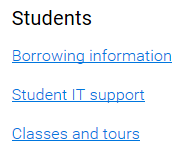 Students
Borrowing information
Student IT support
Classes and tours